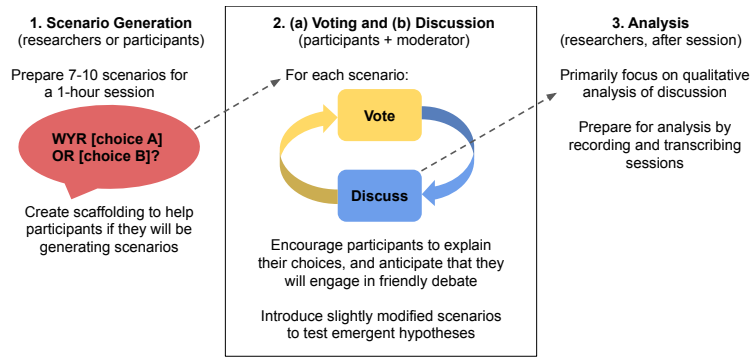 1. Scenario Generation
(researchers or participants)
Prepare 7-10 scenarios for
a 1-hour session
WYR [choice A]
OR [choice B]?
Create scaffolding to help
participants if they will be
generating scenarios
2. (a) Voting and (b) Discussion
(participants + moderator)
For each scenario:
Vote
Discuss
Encourage participants to explain
their choices, and anticipate that they
will engage in friendly debate
Introduce slightly modified scenarios
to test emergent hypotheses
3. Analysis
(researchers, after session)
Primarily focus on qualitative
analysis of discussion
Prepare for analysis by
recording and transcribing
sessions